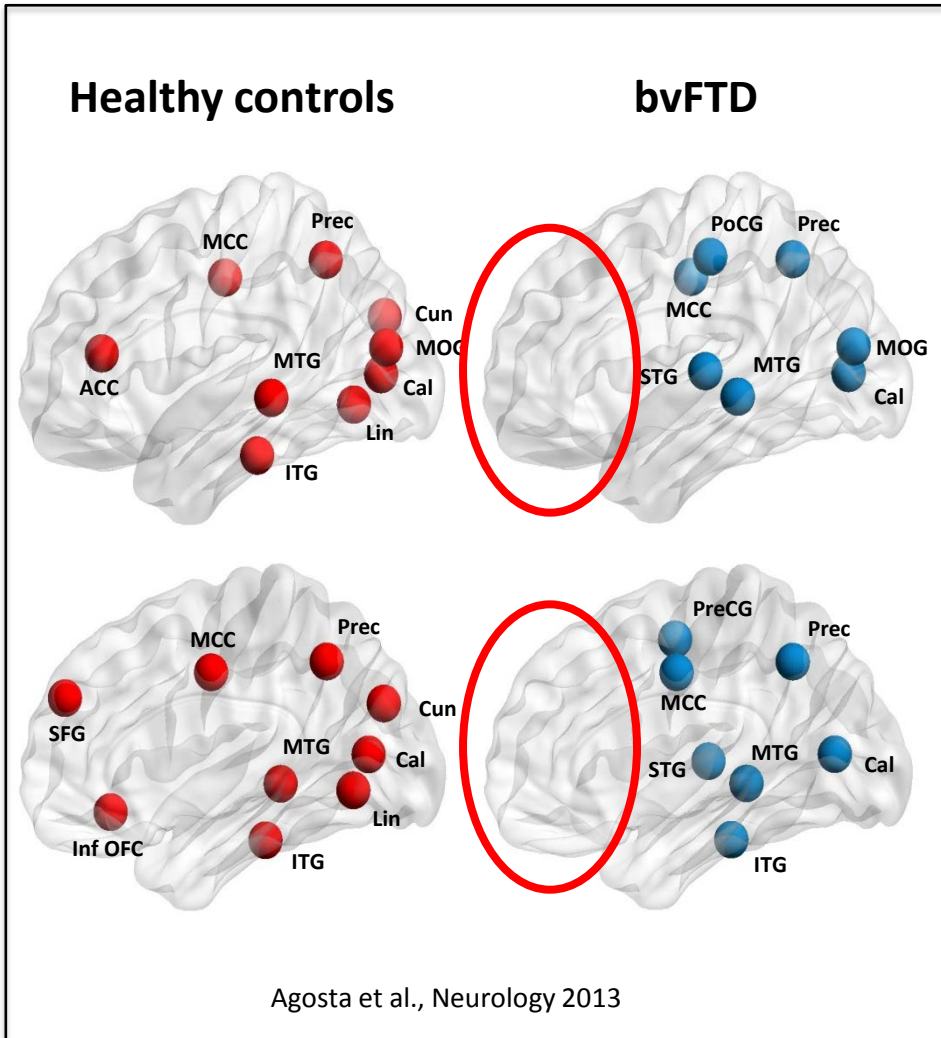 Healthy controls
bvFTD
MCC
Prec
Cun
MOG
Cal
Lin
MTG
ITG
ACC
PoCG
Prec
MCC
STG
MTG
MOG
Cal
MCC
Prec
SFG
Cun
MTG
Cal
Lin
Inf OFC
ITG
PreCG
Prec
MCC
STG
MTG
Cal
ITG
Agosta et al., Neurology 2013